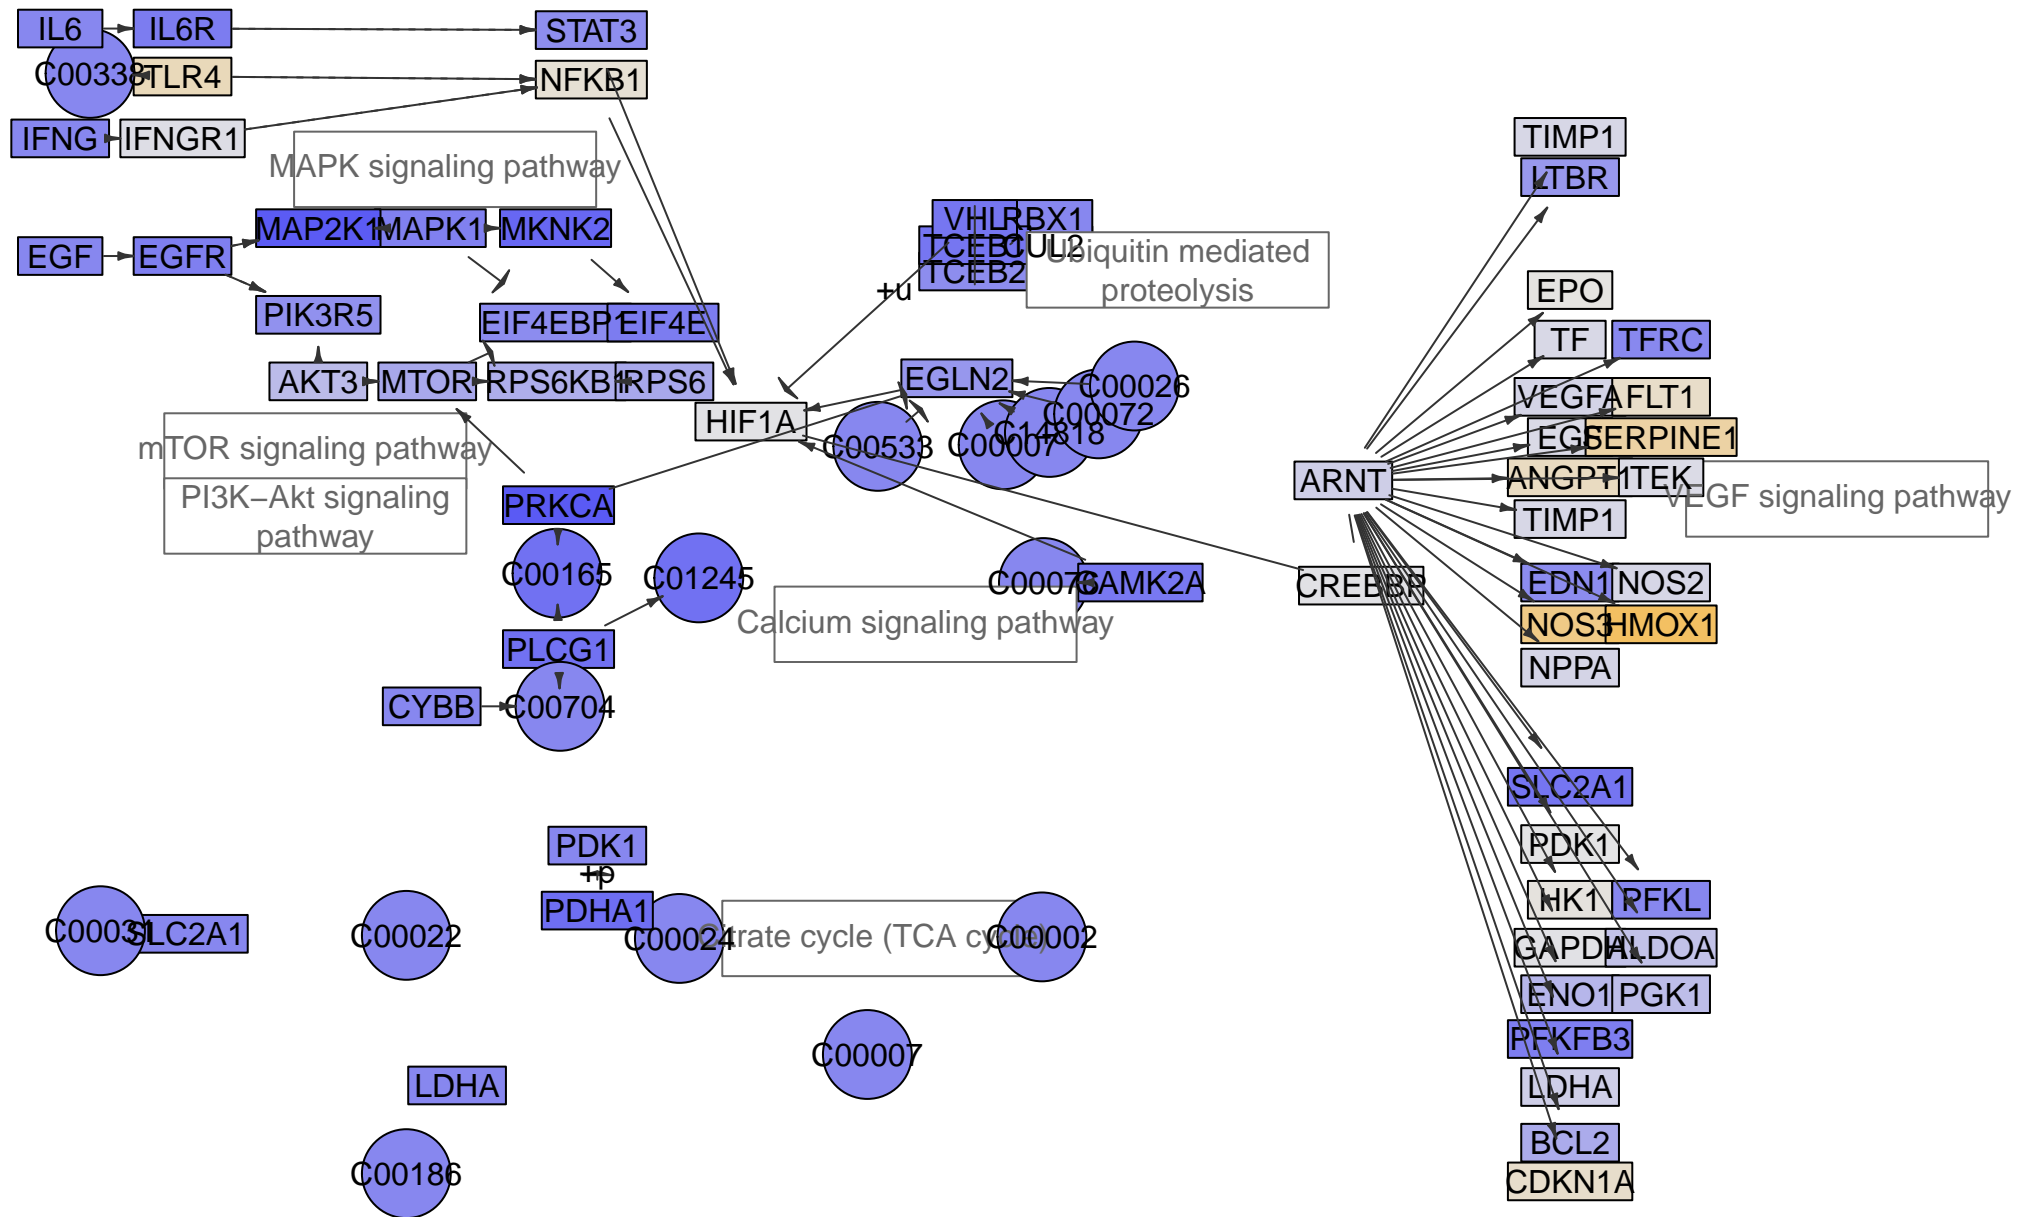 IL6
IL6R
STAT3
C00338
TLR4
NFKB1
IFNG
IFNGR1
MAPK signaling pathway
TIMP1
LTBR
MAP2K1
MAPK1
MKNK2
VHL
RBX1
TCEB1
CUL2
TCEB2
Ubiquitin mediated
proteolysis
+u
EGF
EGFR
PIK3R5
EIF4EBP1
EIF4E
EPO
TF
TFRC
AKT3
MTOR
RPS6KB1
RPS6
EGLN2
C00026
C00072
C14818
C00007
C00533
HIF1A
VEGFA
FLT1
EGF
SERPINE1
mTOR signaling pathway
PI3K−Akt signaling
pathway
PRKCA
ARNT
ANGPT1
TEK
VEGF signaling pathway
TIMP1
C00165
C01245
C00076
CAMK2A
CREBBP
EDN1
NOS2
Calcium signaling pathway
NOS3
HMOX1
PLCG1
NPPA
CYBB
C00704
SLC2A1
PDK1
+p
PDK1
HK1
PFKL
PDHA1
C00031
SLC2A1
C00022
C00024
Citrate cycle (TCA cycle)
C00002
GAPDH
ALDOA
ENO1
PGK1
PFKFB3
C00007
LDHA
LDHA
BCL2
C00186
CDKN1A